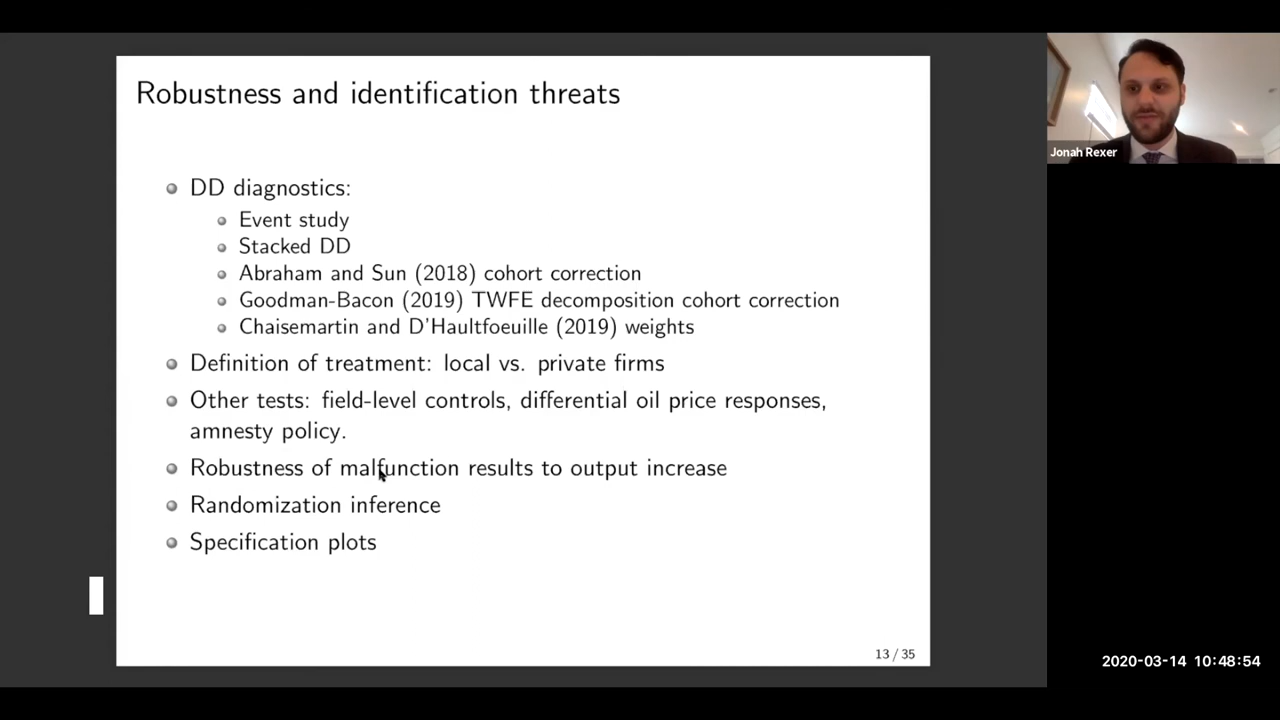 Robustness and identification threats
DD diagnostics:
Event study
Stacked DD
Abraham and Sun (2018) cohort correction
Goodman-Bacon (2019) TWFE decomposition cohort correction
Chaisemartin and D'Haultfoeuille (2019) weights
Definition of treatment: local vs. private firms
Other tests: field-level controls, differential oil price responses,
amnesty policy.
Robustness of malfunction results to output increase
Randomization inference
Specification plots
13 / 35
Jonah Rexer
2020-03-14 10:48:54